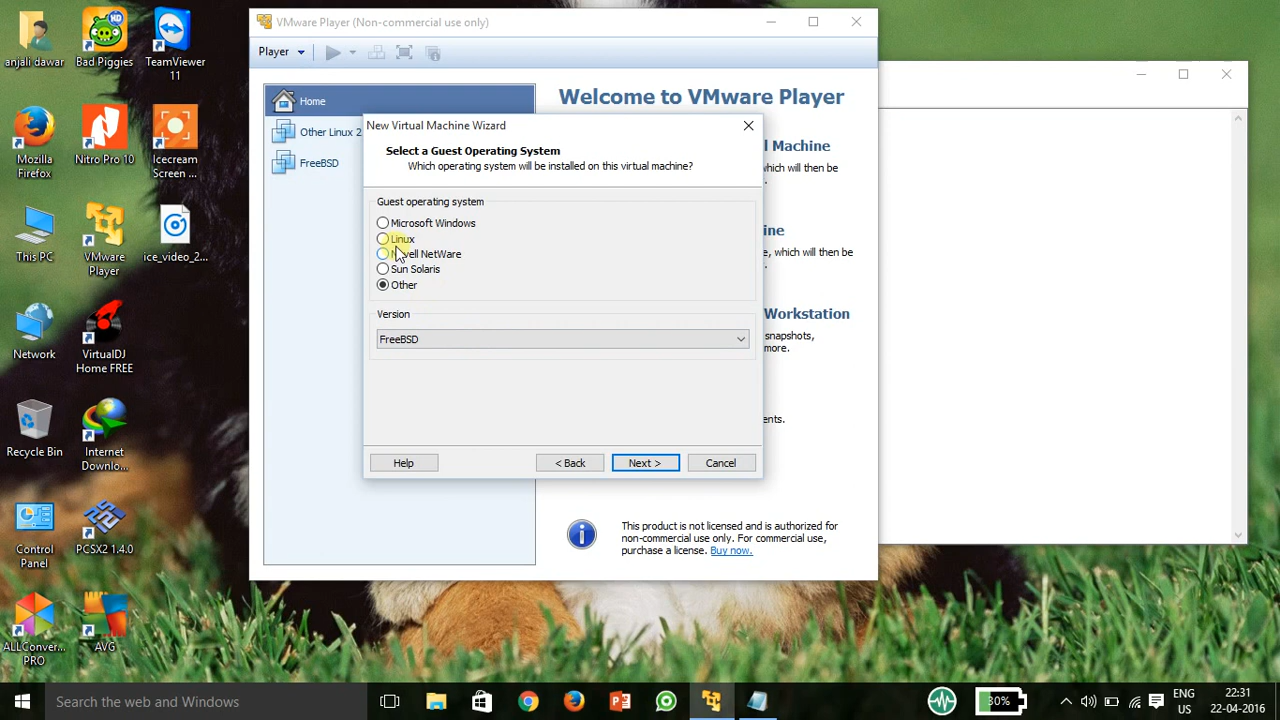 anjali dawar
Bad Piggies
TeamViewer
11
Mozilla
Firefox
Nitro Pro 10
Icecream
Screen ...
This PC
VMware
Player
ice_video_2...
Network
VirtualDJ
Home FREE
Recycle Bin
Internet
Downlo...
Control
Panel
PCSX2 1.4.0
ALLConver...
PRO
AVG
VMware Player (Non-commercial use only)
Player
Home
Other Linux 2
FreeBSD
Welcome to VMware Player
l Machine
which will then be
ine
e, which will then be
Workstation
snapshots,
more.
ents.
New Virtual Machine Wizard
Select a Guest Operating System
Which operating system will be installed on this virtual machine?
Guest operating system
Microsoft Windows
Linux
Novell NetWare
Sun Solaris
Other
Version
FreeBSD
Help
< Back
Next >
Cancel
This product is not licensed and is authorized for
non-commercial use only. For commercial use,
purchase a license. Buy now.
Search the web and Windows
30%
ENG
US
22:31
22-04-2016